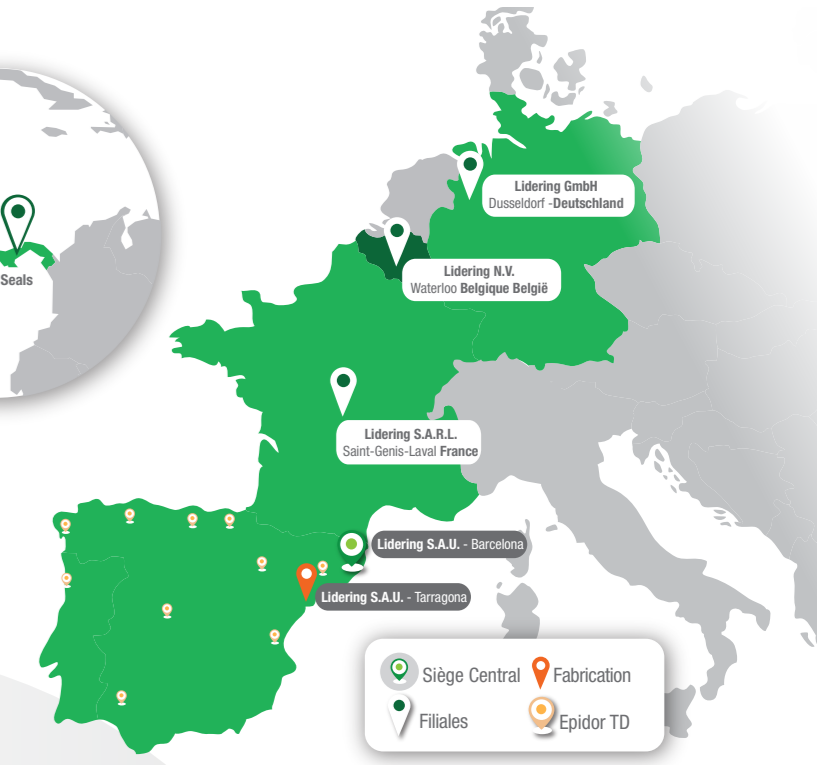 Seals
Lidering GmbH
Dusseldorf -Deutschland
Lidering N.V.
Waterloo Belgique België
Lidering S.A.R.L.
Saint-Genis-Laval France
Lidering S.A.U. - Barcelona
Lidering S.A.U. - Tarragona
Siège Central
Fabrication
Filiales
Epidor TD